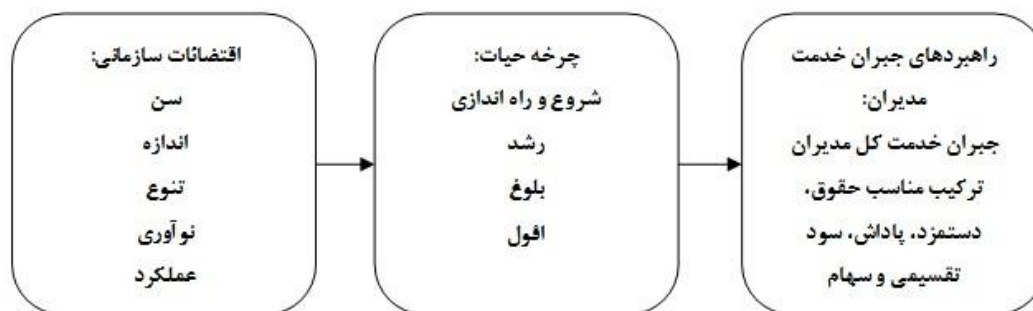 اقتضائات سازمانی:
سن
اندازه
تنوع
نوآوری
عملکرد
چرخه حیات:
شروع و راه اندازی
رشد
بلوغ
افول
راهبردهای جبران خدمت
مدیران:
جبران خدمت کل مدیران
ترکیب مناسب حقوق،
دستمزد، پاداش، سود
تقسیمی و سهام